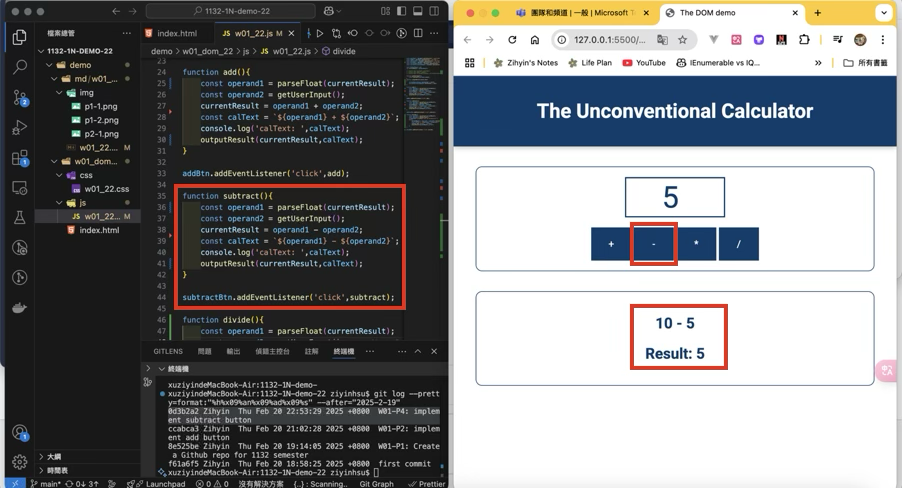 1132-1N-demo-22
檔案總管
1132-1N-DEMO-22
demo
md / w01_...
img
p1-1.png
p1-2.png
p2-1.png
w01_22.... M
w01_dom...
css
w01_22.css
js
JS w01_22... M
index.html
大綱
時間表
index.html
JS w01_22.js M
demo > w01_dom_22 > js > JS w01_22.js > divide
23
24 function add(){
25 const operand1 = parseFloat(currentResult);
26 const operand2 = getUserInput();
27 currentResult = operand1 + operand2;
28 const calText = `${operand1} + ${operand2}`;
29 console.log('calText: ',calText);
30 outputResult(currentResult,calText);
31 }
32
33 addBtn.addEventListener('click',add);
34
35 function subtract(){
36 const operand1 = parseFloat(currentResult);
37 const operand2 = getUserInput();
38 currentResult = operand1 - operand2;
39 const calText = `${operand1} - ${operand2}`;
40 console.log('calText: ',calText);
41 outputResult(currentResult,calText);
42 }
43
44 subtractBtn.addEventListener('click',subtract);
45
46 function divide(){
47 const operand1 = parseFloat(currentResult);
GITLENS 問題 輸出 偵錯主控台 註解 終端機
終端機
xuziyindeMacBook-Air:1132-1N-demo-
xuziyindeMacBook-Air:1132-1N-demo-22 ziyinhsu$ git log --prett
y=format:"%h%x09%an%x09%ad%x09%s" --after="2025-2-19"
0d3b2a2 Zihyin Thu Feb 20 22:53:29 2025 +0800 W01-P4: implem
ent subtract button
ccabca3 Zihyin Thu Feb 20 21:02:28 2025 +0800 W01-P2: implem
ent add button
8e525be Zihyin Thu Feb 20 19:14:05 2025 +0800 W01-P1: Create
a Github repo for 1132 semester
f61a6f5 Zihyin Thu Feb 20 18:58:25 2025 +0800 first commit
xuziyindeMacBook-Air:1132-1N-demo-22 ziyinhsu$
main* 0↓ 3↑ Launchpad 0 0 沒有解決方案 {..} : Scanning.. Git Graph Prettier
團隊和頻道 | 一般 | Microsoft T
The DOM demo
127.0.0.1:5500/...
Zihyin's Notes
Life Plan
YouTube
IEnumerable vs IQ...
所有書籤
The Unconventional Calculator
5
+ - * /
10 - 5
Result: 5